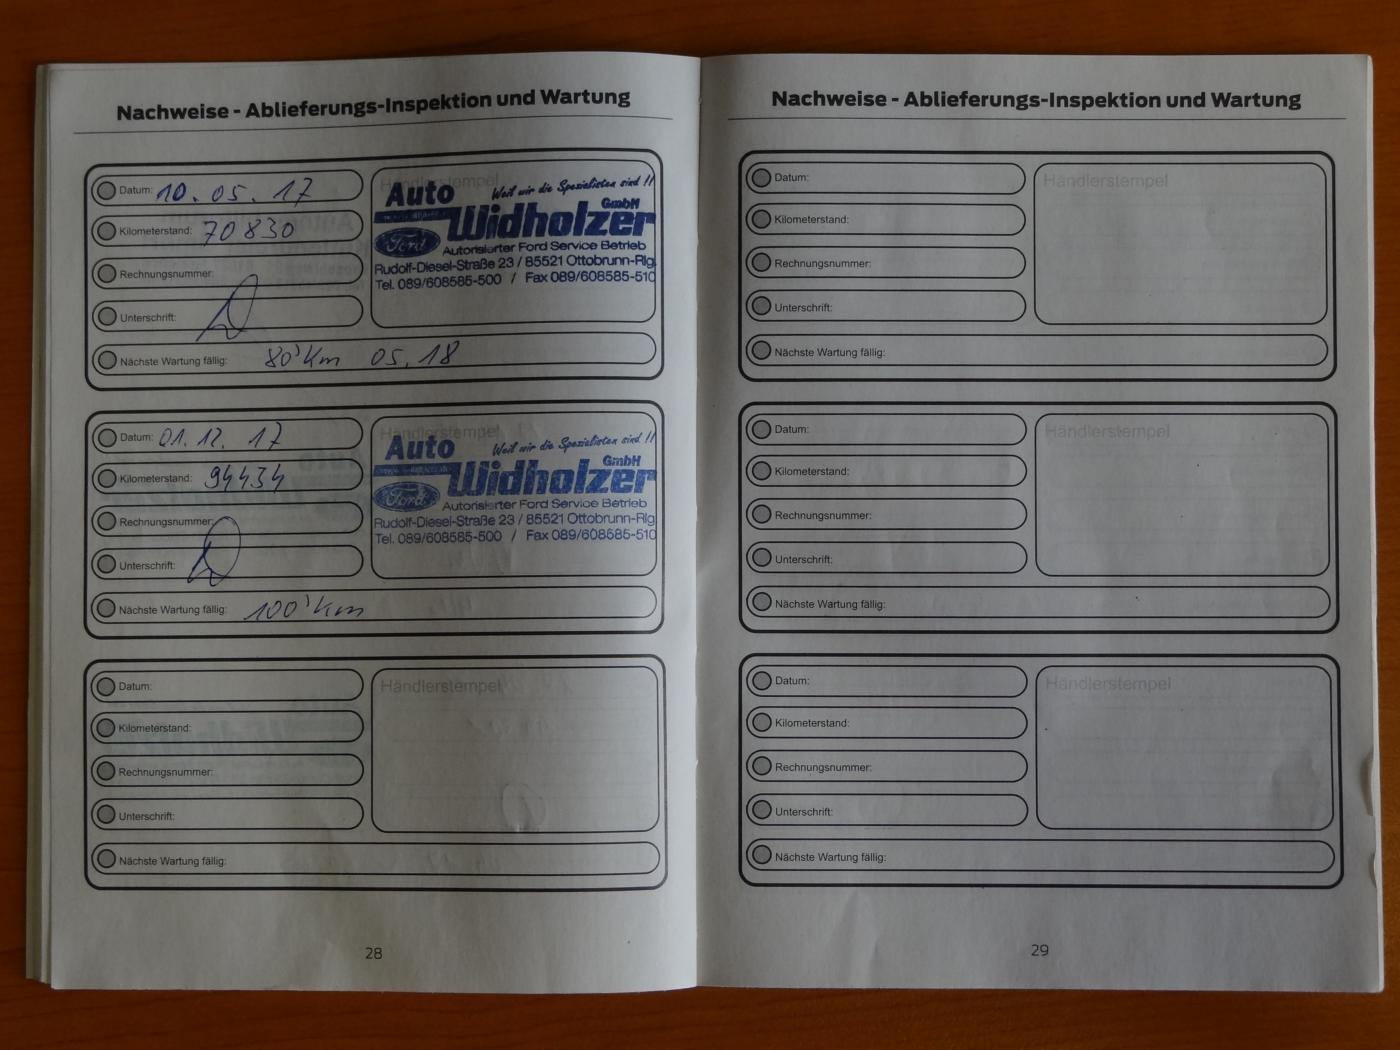 Nachweise - Ablieferungs-Inspektion und Wartung
Datum: 10. 05. 17
Kilometerstand: 70830
Rechnungsnummer:
Unterschrift:
Nächste Wartung fällig: 80'Km 05.18
Händlerstempel
Auto Weil wir die Spezialisten sind !!
GmbH
Widholzer
Ford Autorisierter Ford Service Betrieb
Rudolf-Diesel-Straße 23 / 85521 Ottobrunn-Rlg
Tel. 089/608585-500 / Fax 089/608585-510
Datum: 01. 12. 17
Kilometerstand: 94434
Rechnungsnummer:
Unterschrift:
Nächste Wartung fällig: 100'Km
Händlerstempel
Auto Weil wir die Spezialisten sind !!
GmbH
Widholzer
Ford Autorisierter Ford Service Betrieb
Rudolf-Diesel-Straße 23 / 85521 Ottobrunn-Rlg
Tel. 089/608585-500 / Fax 089/608585-510
Datum:
Kilometerstand:
Rechnungsnummer:
Unterschrift:
Nächste Wartung fällig:
Händlerstempel
28
Nachweise - Ablieferungs-Inspektion und Wartung
Datum:
Kilometerstand:
Rechnungsnummer:
Unterschrift:
Nächste Wartung fällig:
Händlerstempel
Datum:
Kilometerstand:
Rechnungsnummer:
Unterschrift:
Nächste Wartung fällig:
Händlerstempel
Datum:
Kilometerstand:
Rechnungsnummer:
Unterschrift:
Nächste Wartung fällig:
Händlerstempel
29